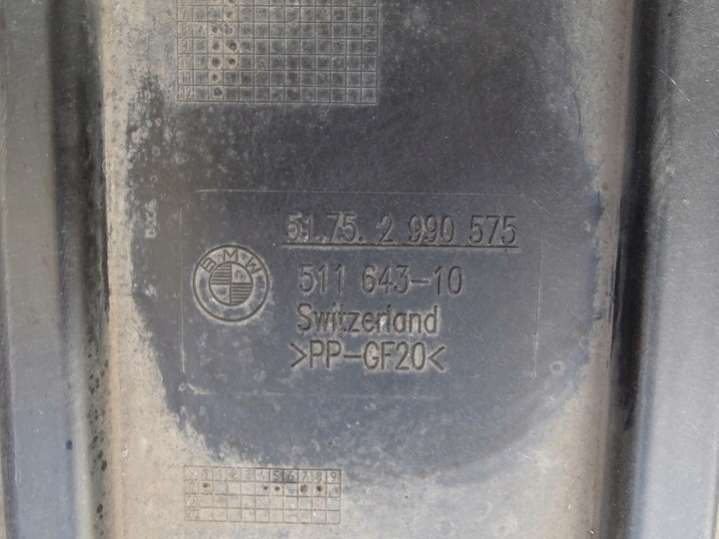 51.75. 2 990 575
BMW
511 643-10
Switzerland
>PP-GF20<